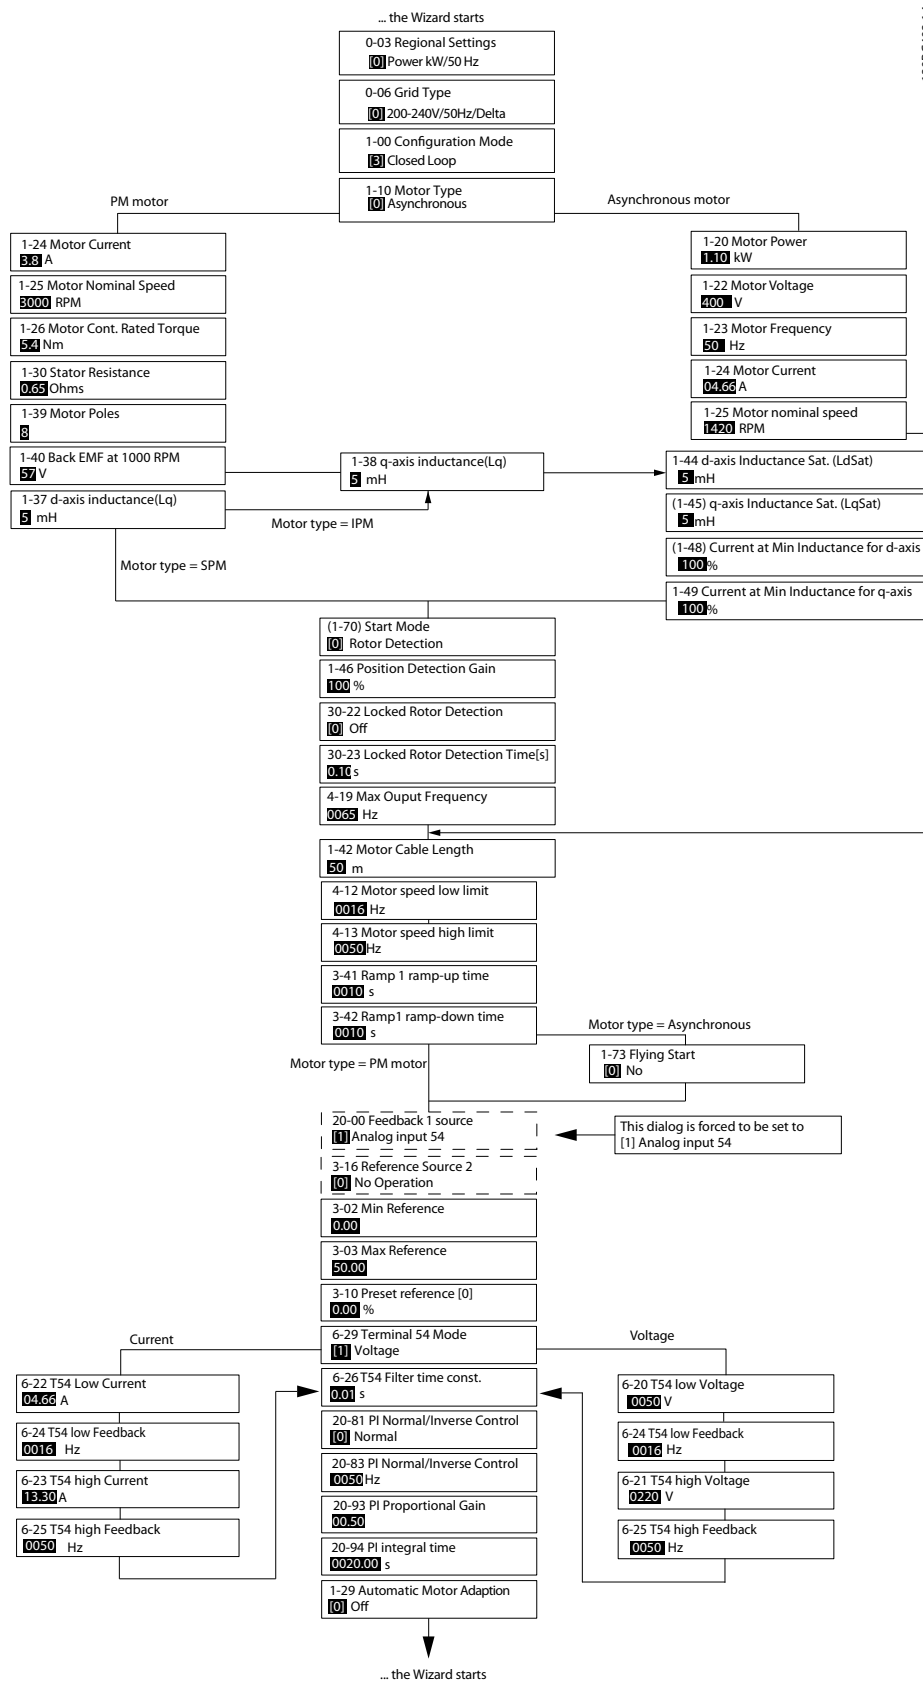 ... the Wizard starts
0-03 Regional Settings
[0] Power kW/50 Hz
0-06 Grid Type
[0] 200-240V/50Hz/Delta
1-00 Configuration Mode
[3] Closed Loop
1-10 Motor Type
[0] Asynchronous
PM motor
Asynchronous motor
1-24 Motor Current
3.8 A
1-25 Motor Nominal Speed
3000 RPM
1-26 Motor Cont. Rated Torque
5.4 Nm
1-30 Stator Resistance
0.65 Ohms
1-39 Motor Poles
8
1-40 Back EMF at 1000 RPM
57 V
1-37 d-axis inductance(Lq)
5 mH
1-20 Motor Power
1.10 kW
1-22 Motor Voltage
400 V
1-23 Motor Frequency
50 Hz
1-24 Motor Current
04.66 A
1-25 Motor nominal speed
1420 RPM
1-38 q-axis inductance(Lq)
5 mH
Motor type = IPM
Motor type = SPM
1-44 d-axis Inductance Sat. (LdSat)
5 mH
(1-45) q-axis Inductance Sat. (LqSat)
5 mH
(1-48) Current at Min Inductance for d-axis
100 %
1-49 Current at Min Inductance for q-axis
100 %
(1-70) Start Mode
[0] Rotor Detection
1-46 Position Detection Gain
100 %
30-22 Locked Rotor Detection
[0] Off
30-23 Locked Rotor Detection Time[s]
0.10 s
4-19 Max Ouput Frequency
0065 Hz
1-42 Motor Cable Length
50 m
4-12 Motor speed low limit
0016 Hz
4-13 Motor speed high limit
0050 Hz
3-41 Ramp 1 ramp-up time
0010 s
3-42 Ramp1 ramp-down time
0010 s
Motor type = Asynchronous
1-73 Flying Start
[0] No
Motor type = PM motor
20-00 Feedback 1 source
[1] Analog input 54
This dialog is forced to be set to
[1] Analog input 54
3-16 Reference Source 2
[0] No Operation
3-02 Min Reference
0.00
3-03 Max Reference
50.00
3-10 Preset reference [0]
0.00 %
6-29 Terminal 54 Mode
[1] Voltage
Current
Voltage
6-22 T54 Low Current
04.66 A
6-24 T54 low Feedback
0016 Hz
6-23 T54 high Current
13.30 A
6-25 T54 high Feedback
0050 Hz
6-26 T54 Filter time const.
0.01 s
20-81 PI Normal/Inverse Control
[0] Normal
20-83 PI Normal/Inverse Control
0050 Hz
20-93 PI Proportional Gain
00.50
20-94 PI integral time
0020.00 s
1-29 Automatic Motor Adaption
[0] Off
6-20 T54 low Voltage
0050 V
6-24 T54 low Feedback
0016 Hz
6-21 T54 high Voltage
0220 V
6-25 T54 high Feedback
0050 Hz
... the Wizard starts